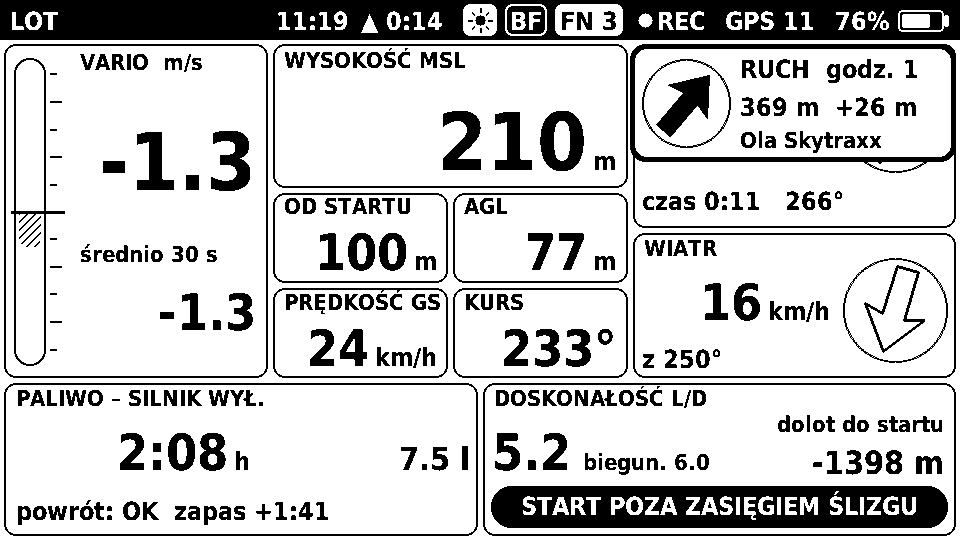 LOT 11:19 ▲ 0:14 BF FN 3 REC GPS 11 76%
VARIO m/s
-1.3
średnio 30 s
-1.3
WYSOKOŚĆ MSL
210 m
OD STARTU
100 m
AGL
77 m
PRĘDKOŚĆ GS
24 km/h
KURS
233°
RUCH godz. 1
369 m +26 m
Ola Skytraxx
czas 0:11 266°
WIATR
16 km/h
z 250°
PALIWO – SILNIK WYŁ.
2:08 h 7.5 l
powrót: OK zapas +1:41
DOSKONAŁOŚĆ L/D
5.2 biegun. 6.0
dolot do startu
-1398 m
START POZA ZASIĘGIEM ŚLIZGU